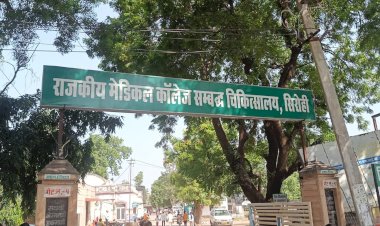 राजकीय मेडिकल कॉलेज सम्बद्ध चिकित्सालय, सिरोही